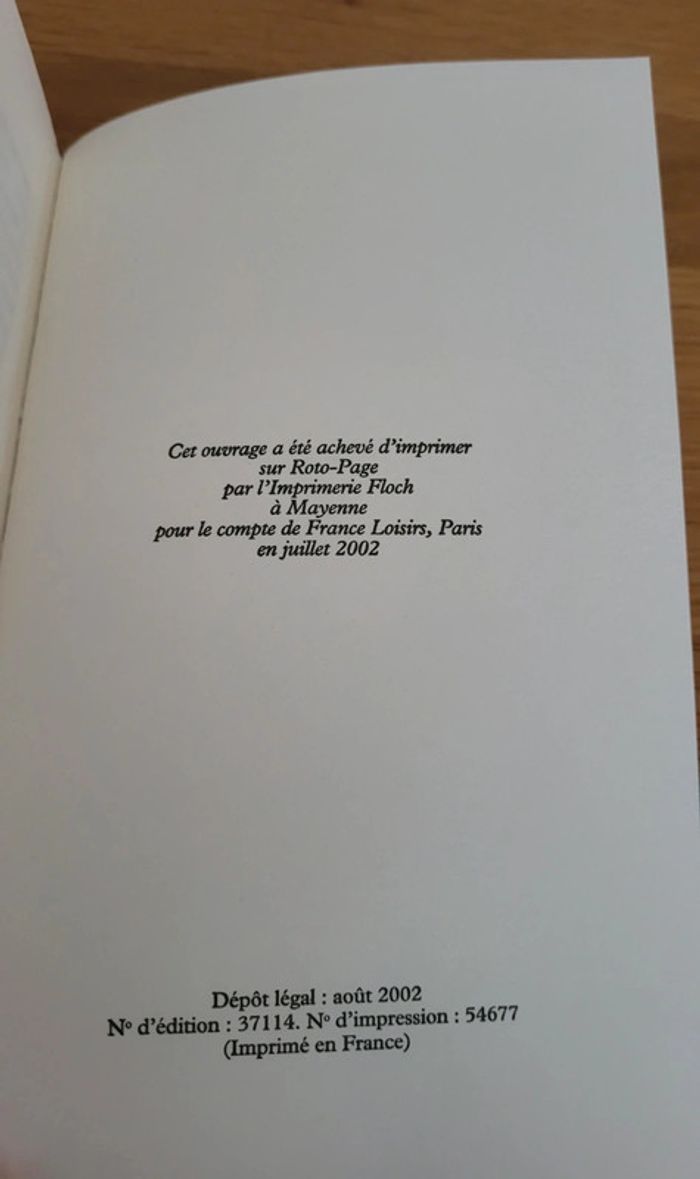 Cet ouvrage a été achevé d'imprimer
sur Roto-Page
par l'Imprimerie Floch
à Mayenne
pour le compte de France Loisirs, Paris
en juillet 2002
Dépôt légal : août 2002
Nº d'édition : 37114. Nº d'impression : 54677
(Imprimé en France)